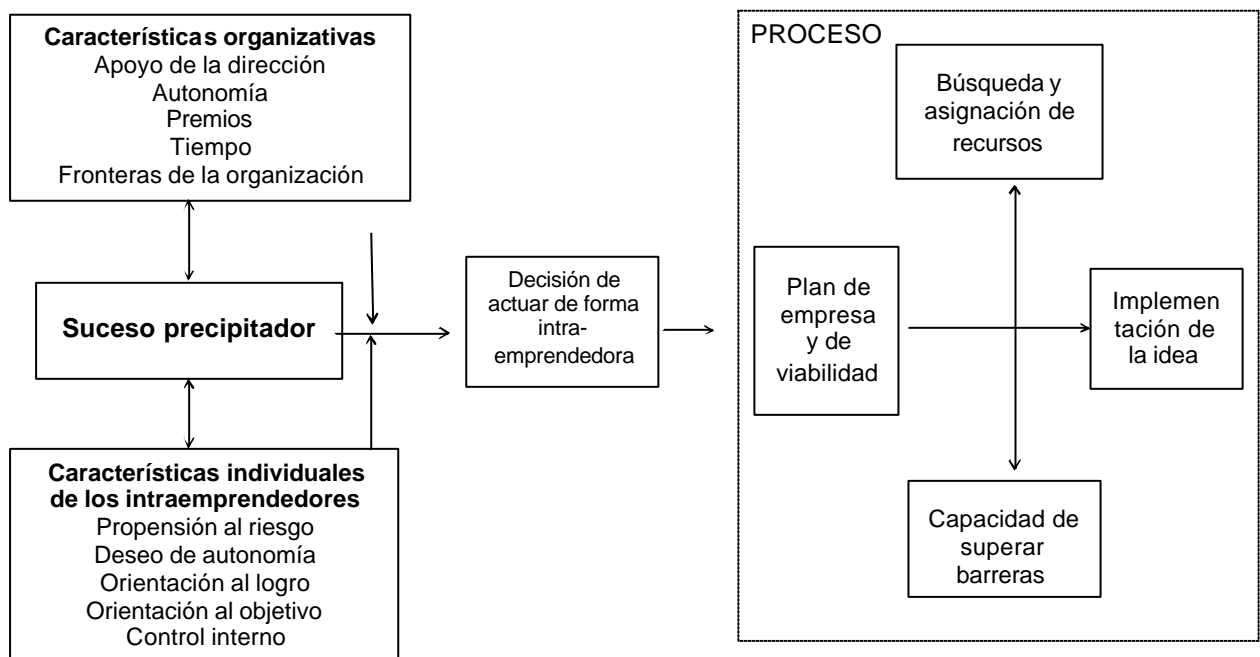 Características organizativas
Apoyo de la dirección
Autonomía
Premios
Tiempo
Fronteras de la organización
Suceso precipitador
Características individuales
de los intraemprendedores
Propensión al riesgo
Deseo de autonomía
Orientación al logro
Orientación al objetivo
Control interno
Decisión de
actuar de forma
intra-
emprendedora
PROCESO
Búsqueda y
asignación de
recursos
Plan de
empresa
y de
viabilidad
Implemen
tación de
la idea
Capacidad de
superar
barreras